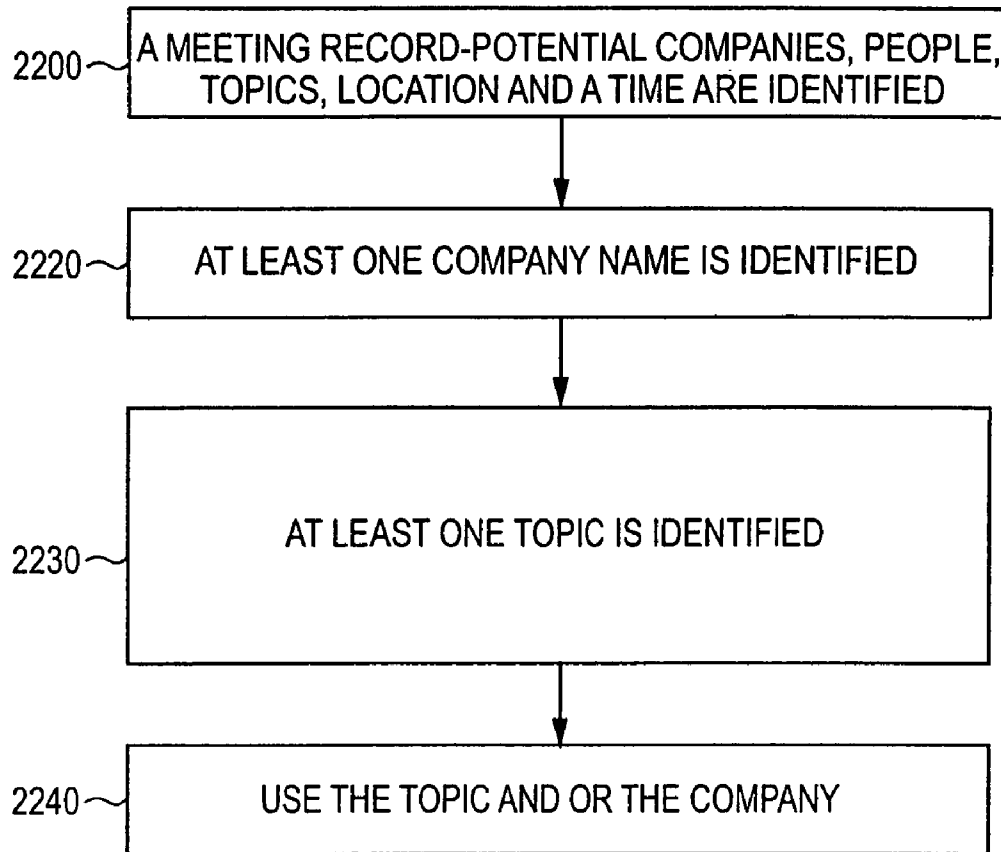 2200
A MEETING RECORD-POTENTIAL COMPANIES, PEOPLE,
TOPICS, LOCATION AND A TIME ARE IDENTIFIED
2220
AT LEAST ONE COMPANY NAME IS IDENTIFIED
2230
AT LEAST ONE TOPIC IS IDENTIFIED
2240
USE THE TOPIC AND OR THE COMPANY